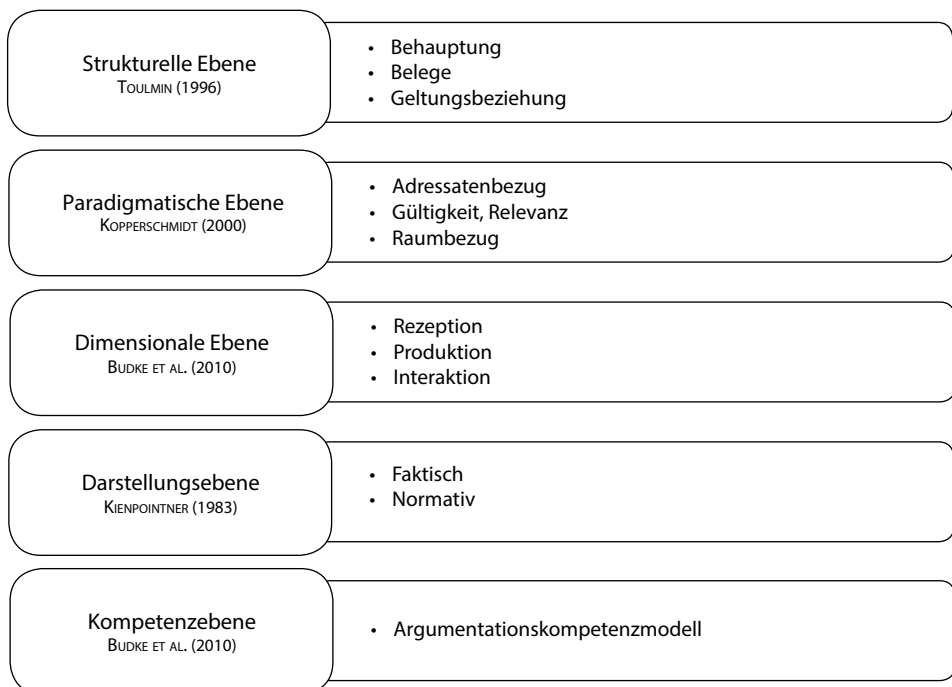 Strukturelle Ebene
TOULMIN (1996)
• Behauptung
• Belege
• Geltungsbeziehung
Paradigmatische Ebene
KOPPERSCHMIDT (2000)
• Adressatenbezug
• Gültigkeit, Relevanz
• Raumbezug
Dimensionale Ebene
BUDKE ET AL. (2010)
• Rezeption
• Produktion
• Interaktion
Darstellungsebene
KIENPOINTNER (1983)
• Faktisch
• Normativ
Kompetenzebene
BUDKE ET AL. (2010)
• Argumentationskompetenzmodell